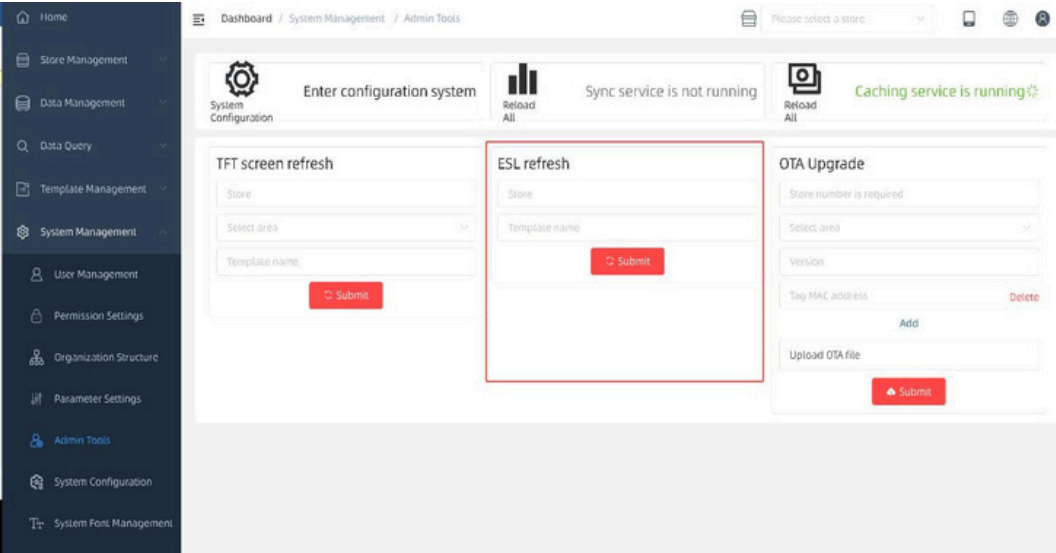 Home
Store Management
Data Management
Data Query
Template Management
System Management
User Management
Permission Settings
Organization Structure
Parameter Settings
Admin Tools
System Configuration
System Font Management
Dashboard / System Management / Admin Tools
Please select a store
System
Configuration
Enter configuration system
Reload
All
Sync service is not running
Reload
All
Caching service is running
TFT screen refresh
Store
Select area
Template name
Submit
ESL refresh
Store
Template name
Submit
OTA Upgrade
Store number is required
Select area
Version
Tag MAC address
Delete
Add
Upload OTA file
Submit